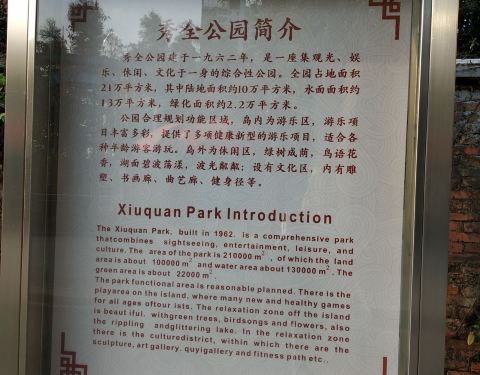 秀全公园简介
秀全公园建于一九六二年，是一座集观光、娱
乐、休闲、文化于一身的综合性公园。全园占地面积
21万平方米，其中陆地面积约10万平方米，水面面积约
13万平方米，绿化面积约2.2万平方米。
公园合理规划功能区域，岛内为游乐区，游乐项
目丰富多彩，提供了多项健康新型的游乐项目，适合各
种年龄游客游玩。岛外为休闲区，绿树成荫，鸟语花
香，湖面碧波荡漾，波光粼粼；设有文化区，内有雕
塑、书画廊、曲艺廊、健身径等。
Xiuquan Park Introduction
The Xiuquan Park, built in 1962. is a comprehensive park
thatcombines sightseeing, entertainment, leisure, and
culture. The area of the park is 210000 m² , of which the land
area is about 100000 m² and water area about 130000 m² . The
green area is about 22000 m²
The park functional area is reasonable planned. There is the
playarea on the island, where many new and healthy games
for all ages oftour ists. The relaxation zone off the island
is beaut iful. withgreen trees, birdsongs and flowers, also
the rippling andglittering lake. In the relaxation zone
there is the culturedistrict, within which there are the
sculpture, art gallery, quyigallery and fitness path etc..